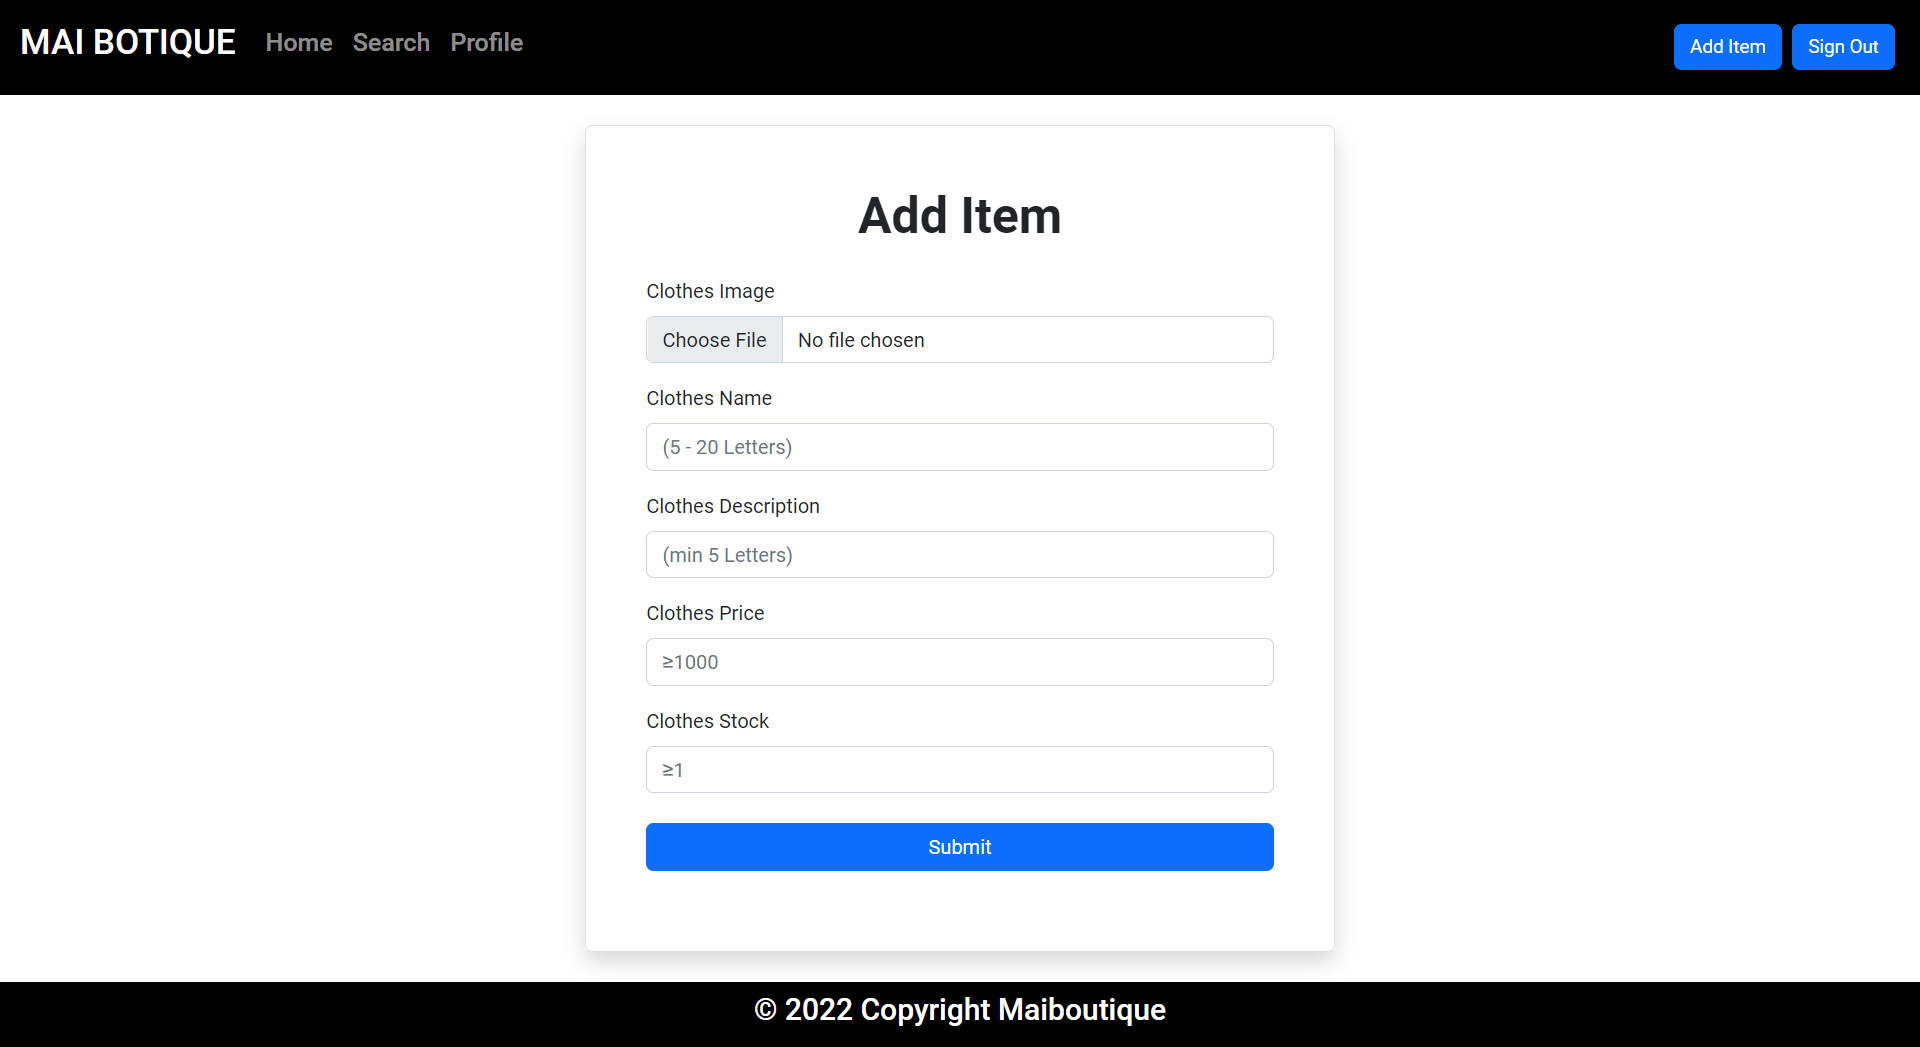 MAI BOTIQUE Home Search Profile Add Item Sign Out
Add Item
Clothes Image
Choose File No file chosen
Clothes Name
(5 - 20 Letters)
Clothes Description
(min 5 Letters)
Clothes Price
≥1000
Clothes Stock
≥1
Submit
© 2022 Copyright Maiboutique